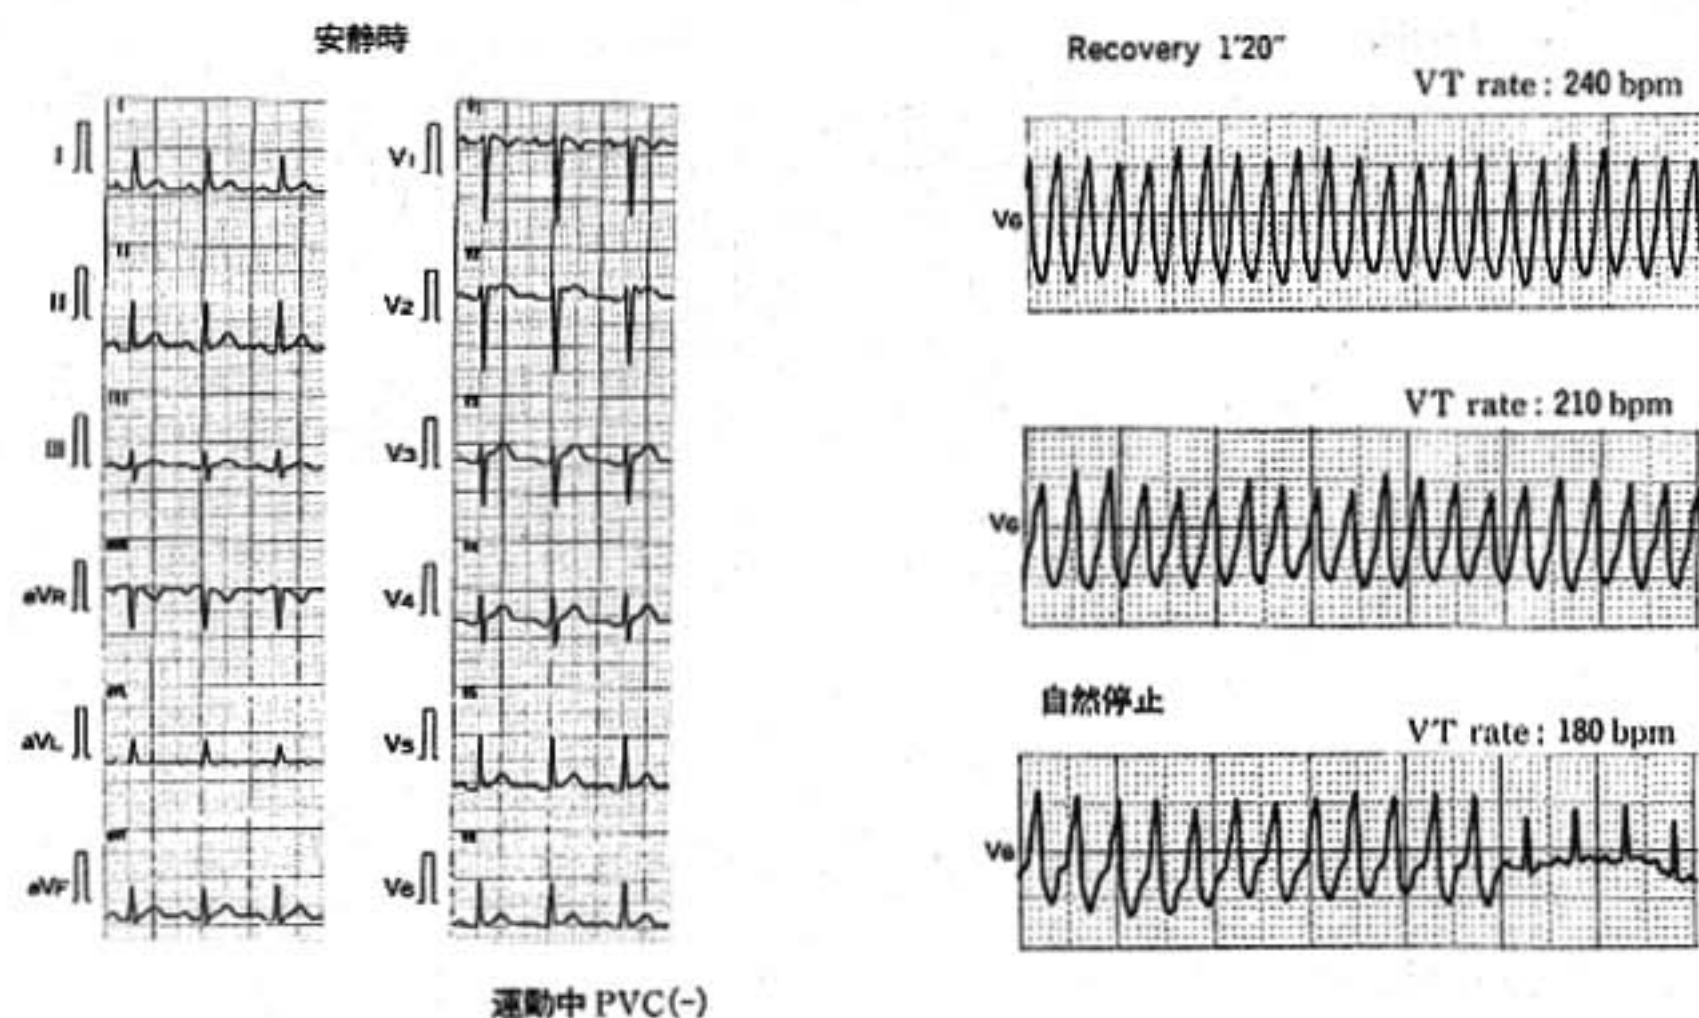 安静時
I
II
III
aVR
aVL
aVF
V1
V2
V3
V4
V5
V6
運動中 PVC(-)
Recovery 1'20"
VT rate : 240 bpm
V6
VT rate : 210 bpm
V6
自然停止
VT rate : 180 bpm
V6